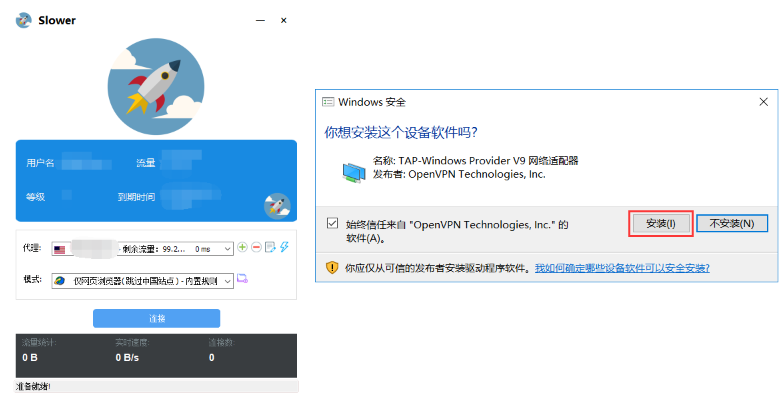 Slower
用户名
流量
等级
到期时间
代理:
- 剩余流量: 99.2... 0 ms
模式:
仅网页浏览器(跳过中国站点) - 内置规则
连接
流量统计:
实时速度:
连接数:
0 B
0 B/s
0
准备就绪!
Windows 安全
你想安装这个设备软件吗?
名称: TAP-Windows Provider V9 网络适配器
发布者: OpenVPN Technologies, Inc.
始终信任来自 "OpenVPN Technologies, Inc." 的
软件(A)。
安装(I)
不安装(N)
你应仅从可信的发布者安装驱动程序软件。我如何确定哪些设备软件可以安全安装?